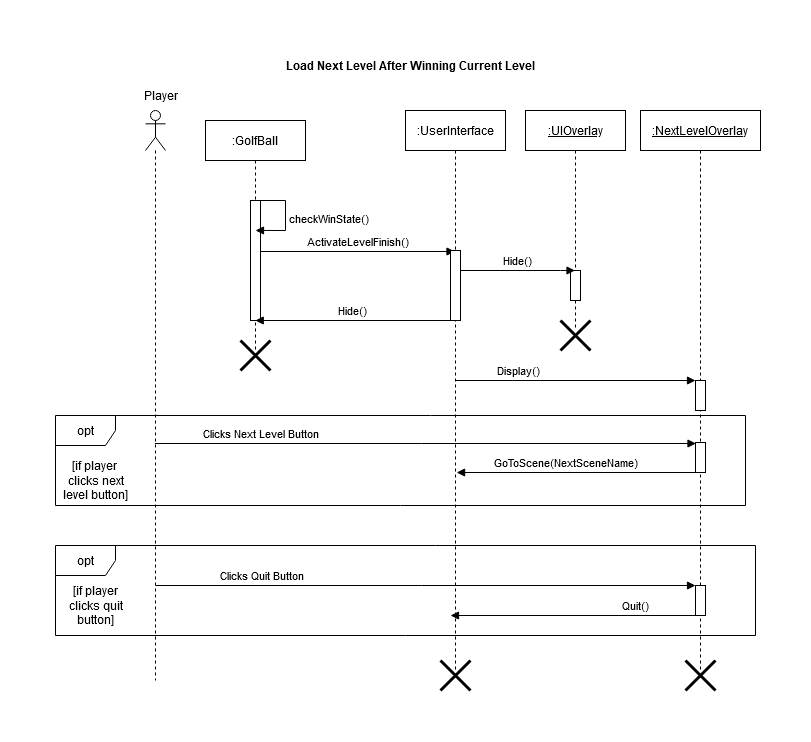 Load Next Level After Winning Current Level
Player
:GolfBall
:UserInterface
:UIOverlay
:NextLevelOverlay
checkWinState()
ActivateLevelFinish()
Hide()
Hide()
Display()
opt
Clicks Next Level Button
[if player
clicks next
level button]
GoToScene(NextSceneName)
opt
Clicks Quit Button
[if player
clicks quit
button]
Quit()